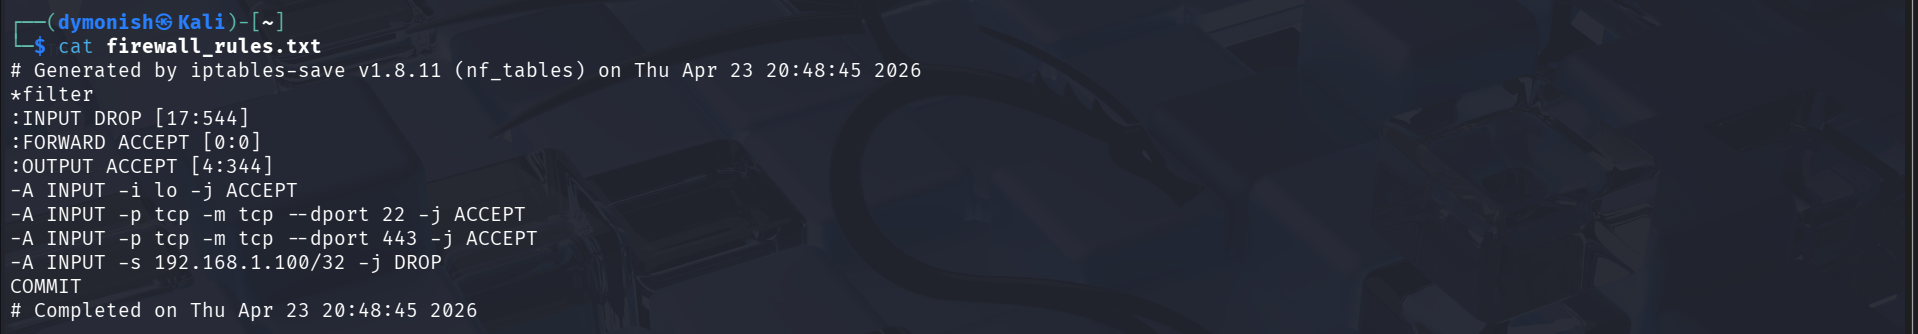 ┌──(dymonish㉿Kali)-[~]
└─$ cat firewall_rules.txt
# Generated by iptables-save v1.8.11 (nf_tables) on Thu Apr 23 20:48:45 2026
*filter
:INPUT DROP [17:544]
:FORWARD ACCEPT [0:0]
:OUTPUT ACCEPT [4:344]
-A INPUT -i lo -j ACCEPT
-A INPUT -p tcp -m tcp --dport 22 -j ACCEPT
-A INPUT -p tcp -m tcp --dport 443 -j ACCEPT
-A INPUT -s 192.168.1.100/32 -j DROP
COMMIT
# Completed on Thu Apr 23 20:48:45 2026